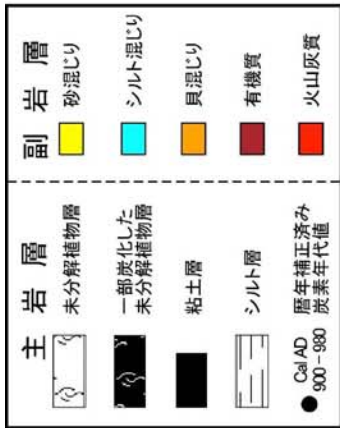 主 岩 層
未分解植物層
一部炭化した
未分解植物層
粘土層
シルト層
Cal AD
900－980
暦年補正済み
炭素年代値
副 岩 層
砂混じり
シルト混じり
貝混じり
有機質
火山灰質